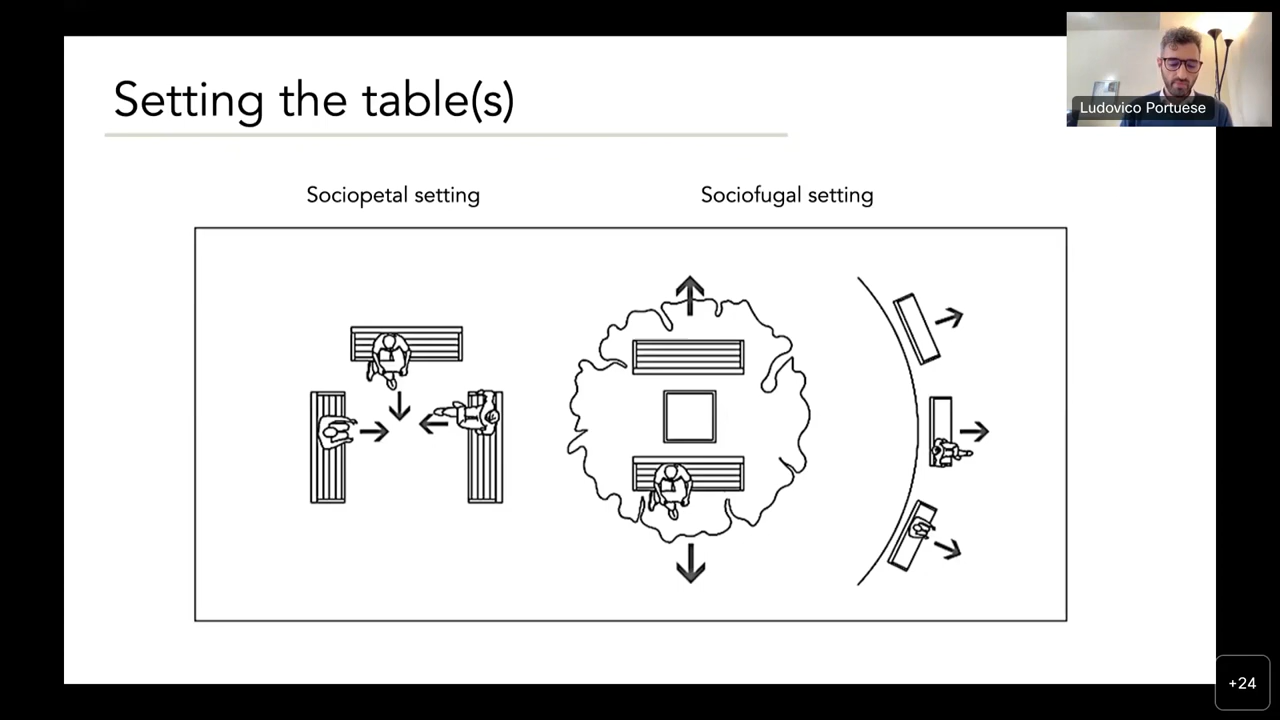 Setting the table(s)
Ludovico Portuese
Sociopetal setting
Sociofugal setting
+24